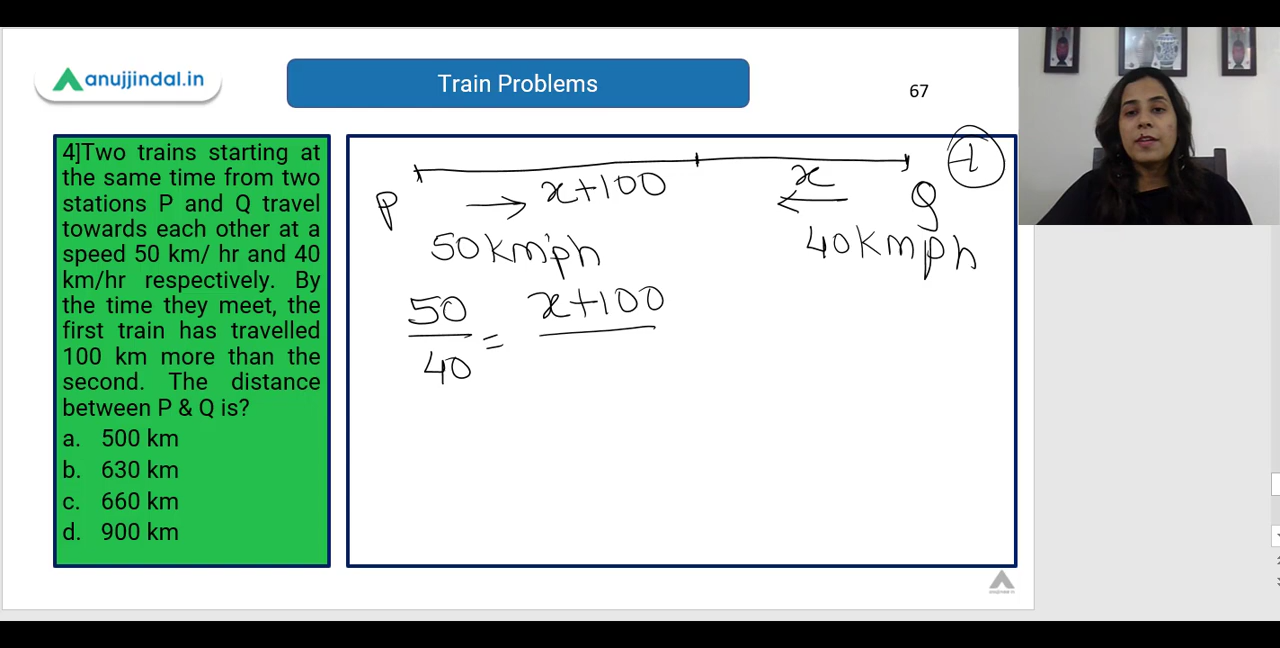 anujjindal.in
Train Problems
67
4]Two trains starting at
the same time from two
stations P and Q travel
towards each other at a
speed 50 km/ hr and 40
km/hr respectively. By
the time they meet, the
first train has travelled
100 km more than the
second. The distance
between P & Q is?
a. 500 km
b. 630 km
c. 660 km
d. 900 km
P x+100 x Q t
50kmph 40kmph
50 x+100
=
40